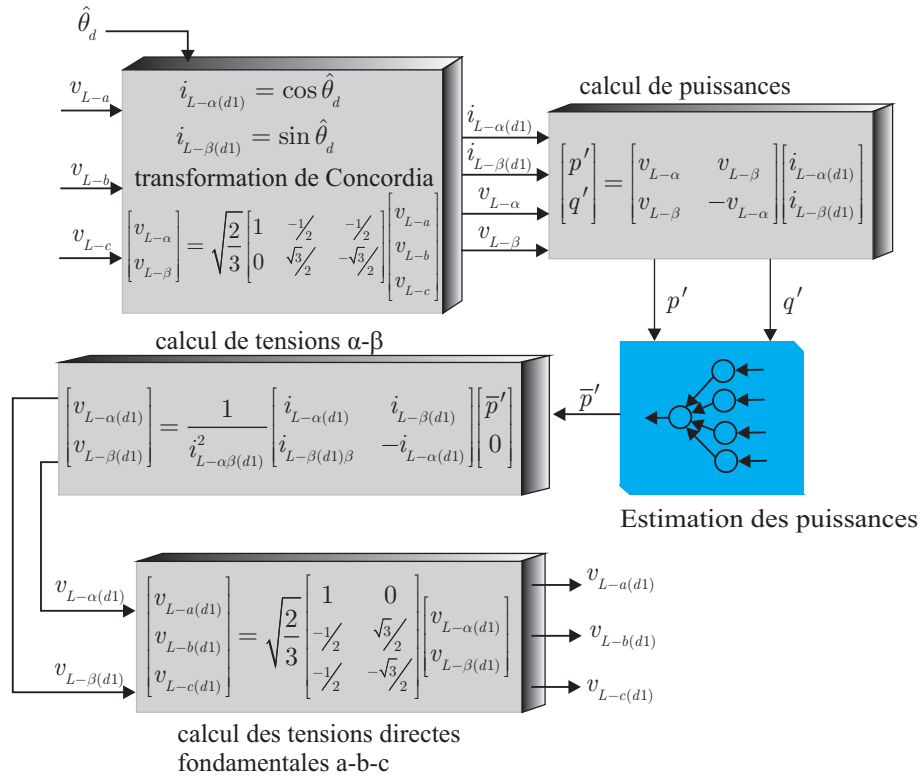 θ̂_d
v_{L-a}
v_{L-b}
v_{L-c}
i_{L-α(d1)} = cos θ̂_d
i_{L-β(d1)} = sin θ̂_d
transformation de Concordia
[v_{L-α}; v_{L-β}] = √(2/3) [1 -1/2 -1/2; 0 √3/2 -√3/2] [v_{L-a}; v_{L-b}; v_{L-c}]
i_{L-α(d1)}
i_{L-β(d1)}
v_{L-α}
v_{L-β}
calcul de puissances
[p′; q′] = [v_{L-α} v_{L-β}; v_{L-β} -v_{L-α}] [i_{L-α(d1)}; i_{L-β(d1)}]
p′
q′
calcul de tensions α-β
[v_{L-α(d1)}; v_{L-β(d1)}] = 1/i²_{L-αβ(d1)} [i_{L-α(d1)} i_{L-β(d1)}; i_{L-β(d1)β} -i_{L-α(d1)}] [p̅′; 0]
p̅′
Estimation des puissances
v_{L-α(d1)}
v_{L-β(d1)}
[v_{L-a(d1)}; v_{L-b(d1)}; v_{L-c(d1)}] = √(2/3) [1 0; -1/2 √3/2; -1/2 -√3/2] [v_{L-α(d1)}; v_{L-β(d1)}]
v_{L-a(d1)}
v_{L-b(d1)}
v_{L-c(d1)}
calcul des tensions directes
fondamentales a-b-c